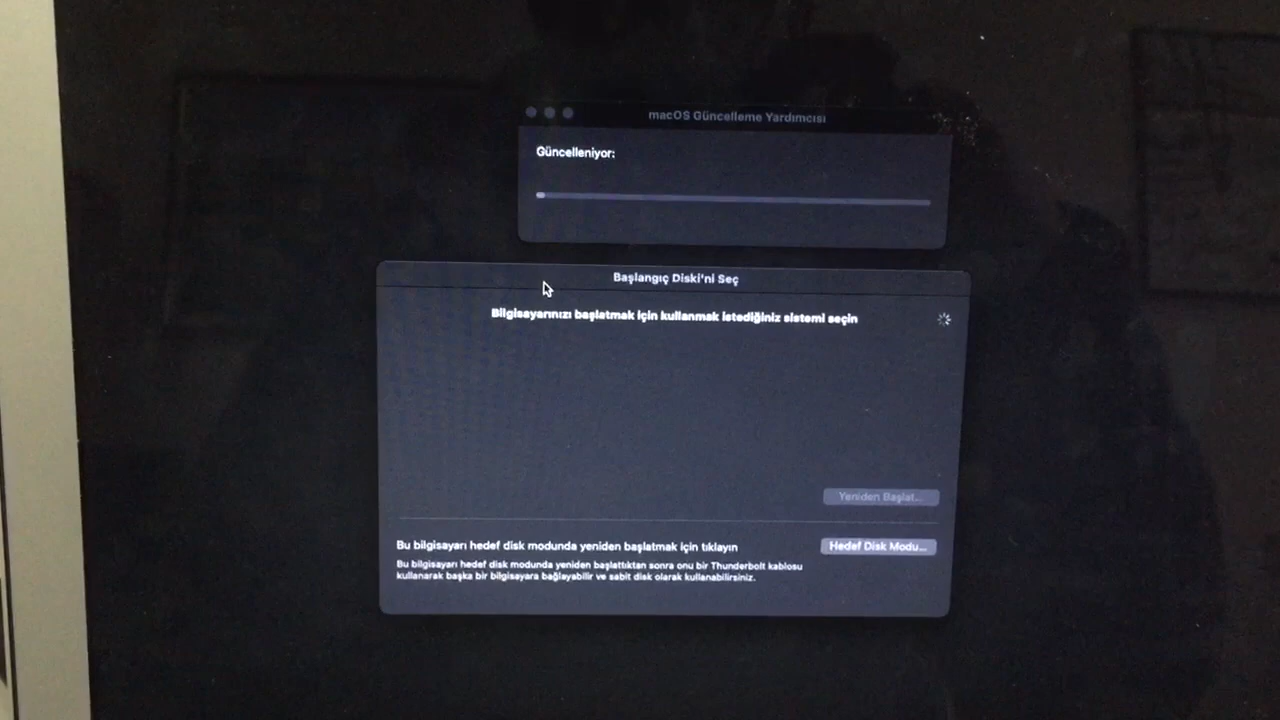 macOS Güncelleme Yardımcısı
Güncelleniyor:
Başlangıç Diski'ni Seç
Bilgisayarınızı başlatmak için kullanmak istediğiniz sistemi seçin
Yeniden Başlat...
Bu bilgisayarı hedef disk modunda yeniden başlatmak için tıklayın
Hedef Disk Modu...
Bu bilgisayarı hedef disk modunda yeniden başlattıktan sonra onu bir Thunderbolt kablosu
kullanarak başka bir bilgisayara bağlayabilir ve sabit disk olarak kullanabilirsiniz.